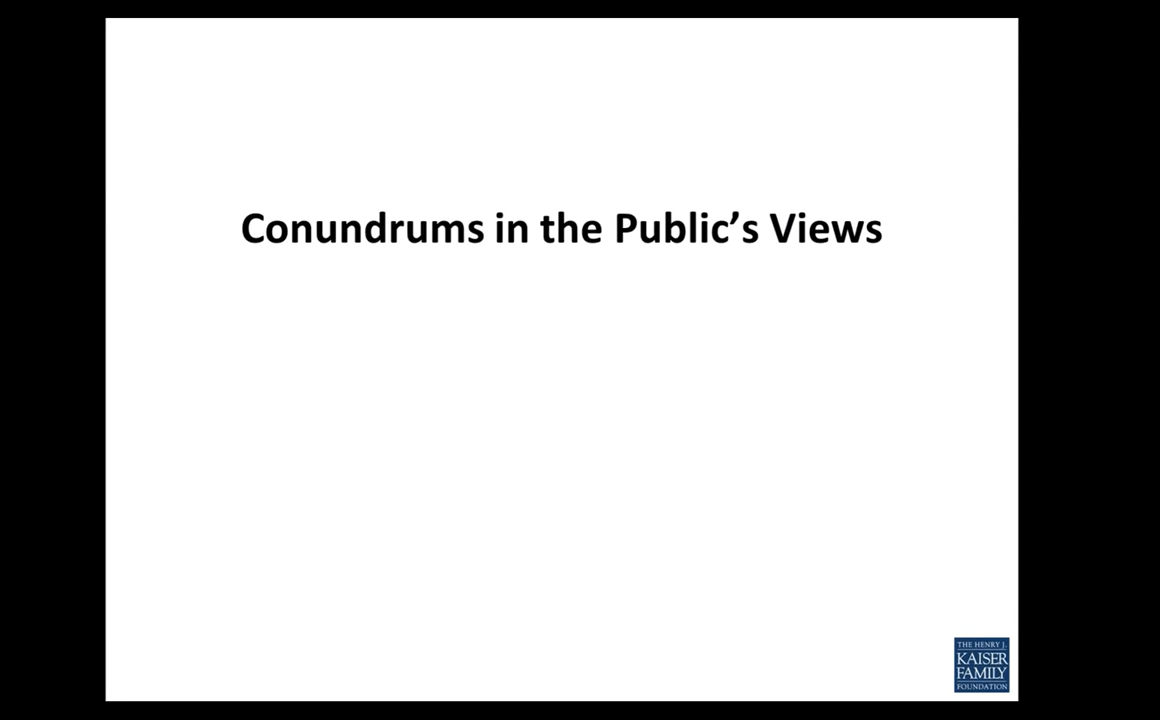 Conundrums in the Public’s Views
THE HENRY J.
KAISER
FAMILY
FOUNDATION